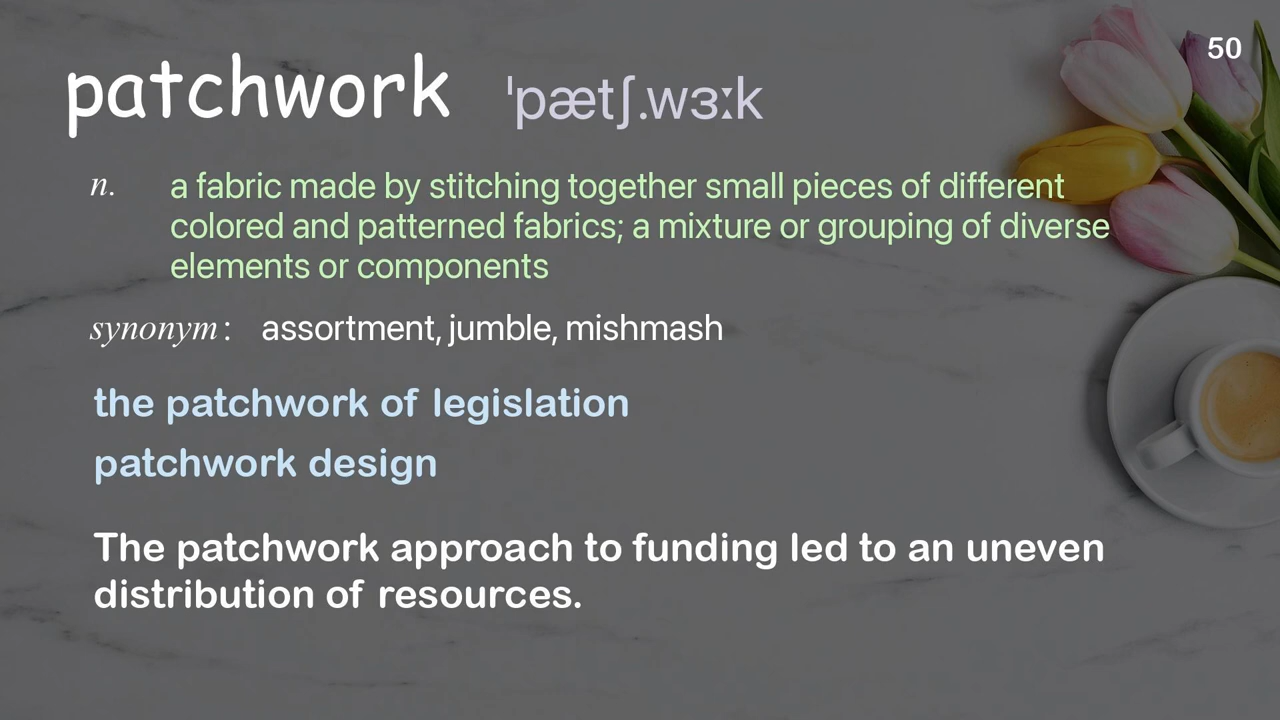 50
patchwork ˈpætʃ.wɜːk
n. a fabric made by stitching together small pieces of different
colored and patterned fabrics; a mixture or grouping of diverse
elements or components
synonym: assortment, jumble, mishmash
the patchwork of legislation
patchwork design
The patchwork approach to funding led to an uneven
distribution of resources.